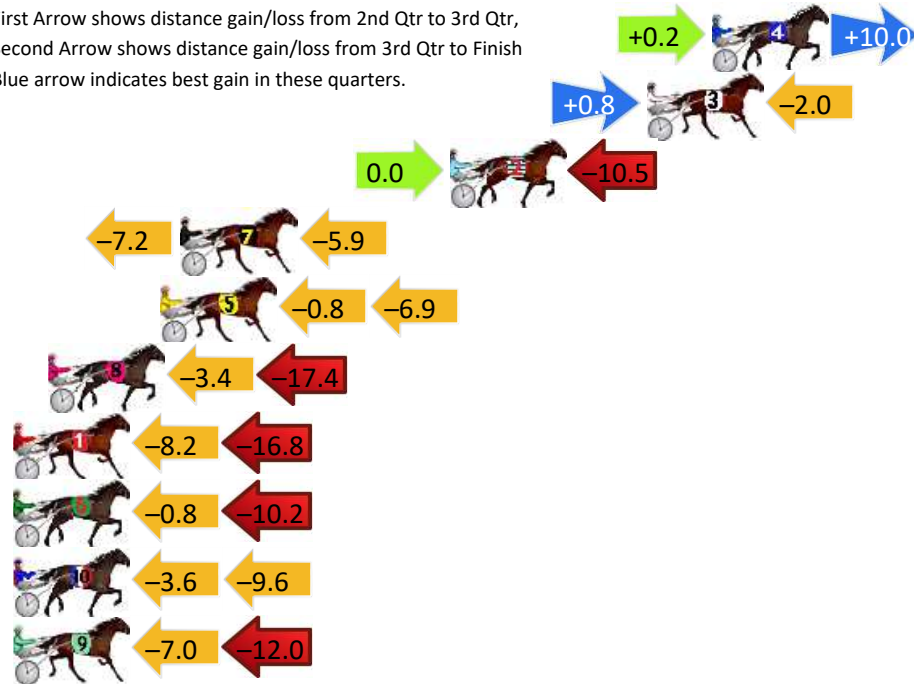 irst Arrow shows distance gain/loss from 2nd Qtr to 3rd Qtr,
Second Arrow shows distance gain/loss from 3rd Qtr to Finish
Blue arrow indicates best gain in these quarters.
+0.2 4 +10.0
+0.8 3 –2.0
0.0 2 –10.5
–7.2 7 –5.9
5 –0.8 –6.9
8 –3.4 –17.4
1 –8.2 –16.8
6 –0.8 –10.2
10 –3.6 –9.6
9 –7.0 –12.0